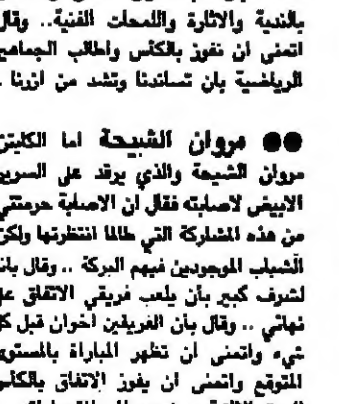 بالندية والاثارة واللمحات الفنية.. وقال
اتمنى ان نفوز بالكأس واطالب الجماهير
الرياضية بان تساندنا وتشد من ازرنا .
●● مروان الشيحة اما الكابتن
مروان الشيحة والذي يرقد على السرير
الابيض لاصابته فقال ان الاصابة حرمتني
من هذه المشاركة التي طالما انتظرتها ولكن
الشباب الموجودين فيهم البركة .. وقال بانه
لشرف كبير بأن يلعب فريقي الاتفاق على
نهائي .. وقال بأن الفريقين اخوان قبل كل
شيء واتمنى ان تظهر المباراة بالمستوى
المتوقع واتمنى ان يفوز الاتفاق بالكأس